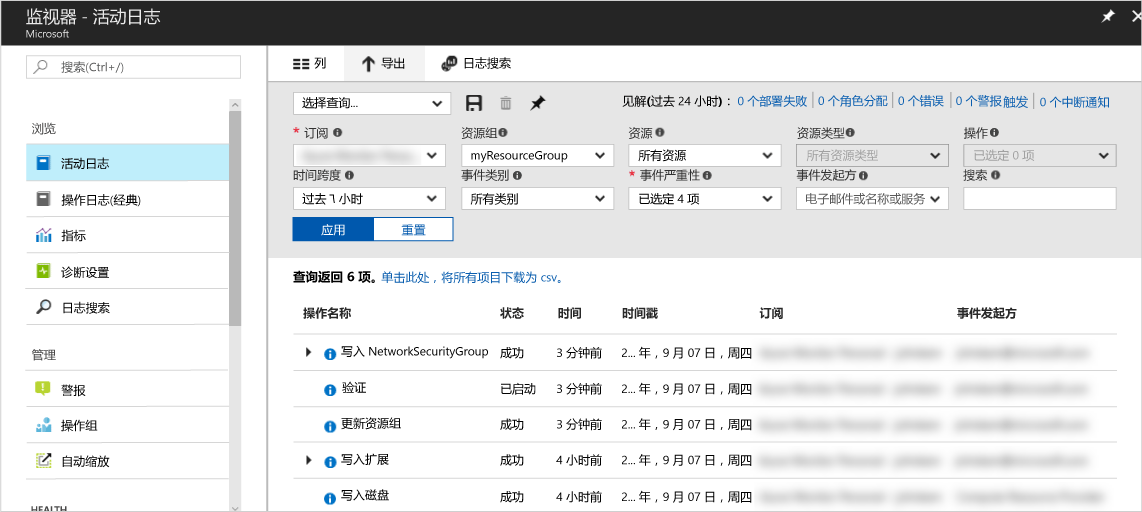 监视器 - 活动日志
Microsoft
搜索(Ctrl+/)
列 导出 日志搜索
选择查询... 见解(过去 24 小时)： 0 个部署失败 0 个角色分配 0 个错误 0 个警报触发 0 个中断通知
浏览
* 订阅 资源组 资源 资源类型 操作
活动日志
myResourceGroup 所有资源 所有资源类型 已选定 0 项
时间跨度 事件类别 * 事件严重性 事件发起方 搜索
操作日志(经典)
过去 6 小时 所有类别 已选定 4 项 电子邮件或名称或服务
应用 重置
指标
诊断设置
查询返回 6 项。单击此处，将所有项目下载为 csv。
日志搜索
操作名称 状态 时间 时间戳 订阅 事件发起方
管理
写入 NetworkSecurityGroup 成功 3 分钟前 2... 年，9 月 07 日，周四
警报
验证 已启动 3 分钟前 2... 年，9 月 07 日，周四
操作组
更新资源组 成功 3 分钟前 2... 年，9 月 07 日，周四
自动缩放
写入扩展 成功 4 小时前 2... 年，9 月 07 日，周四
写入磁盘 成功 4 小时前 2... 年，9 月 07 日，周四
HEALTH